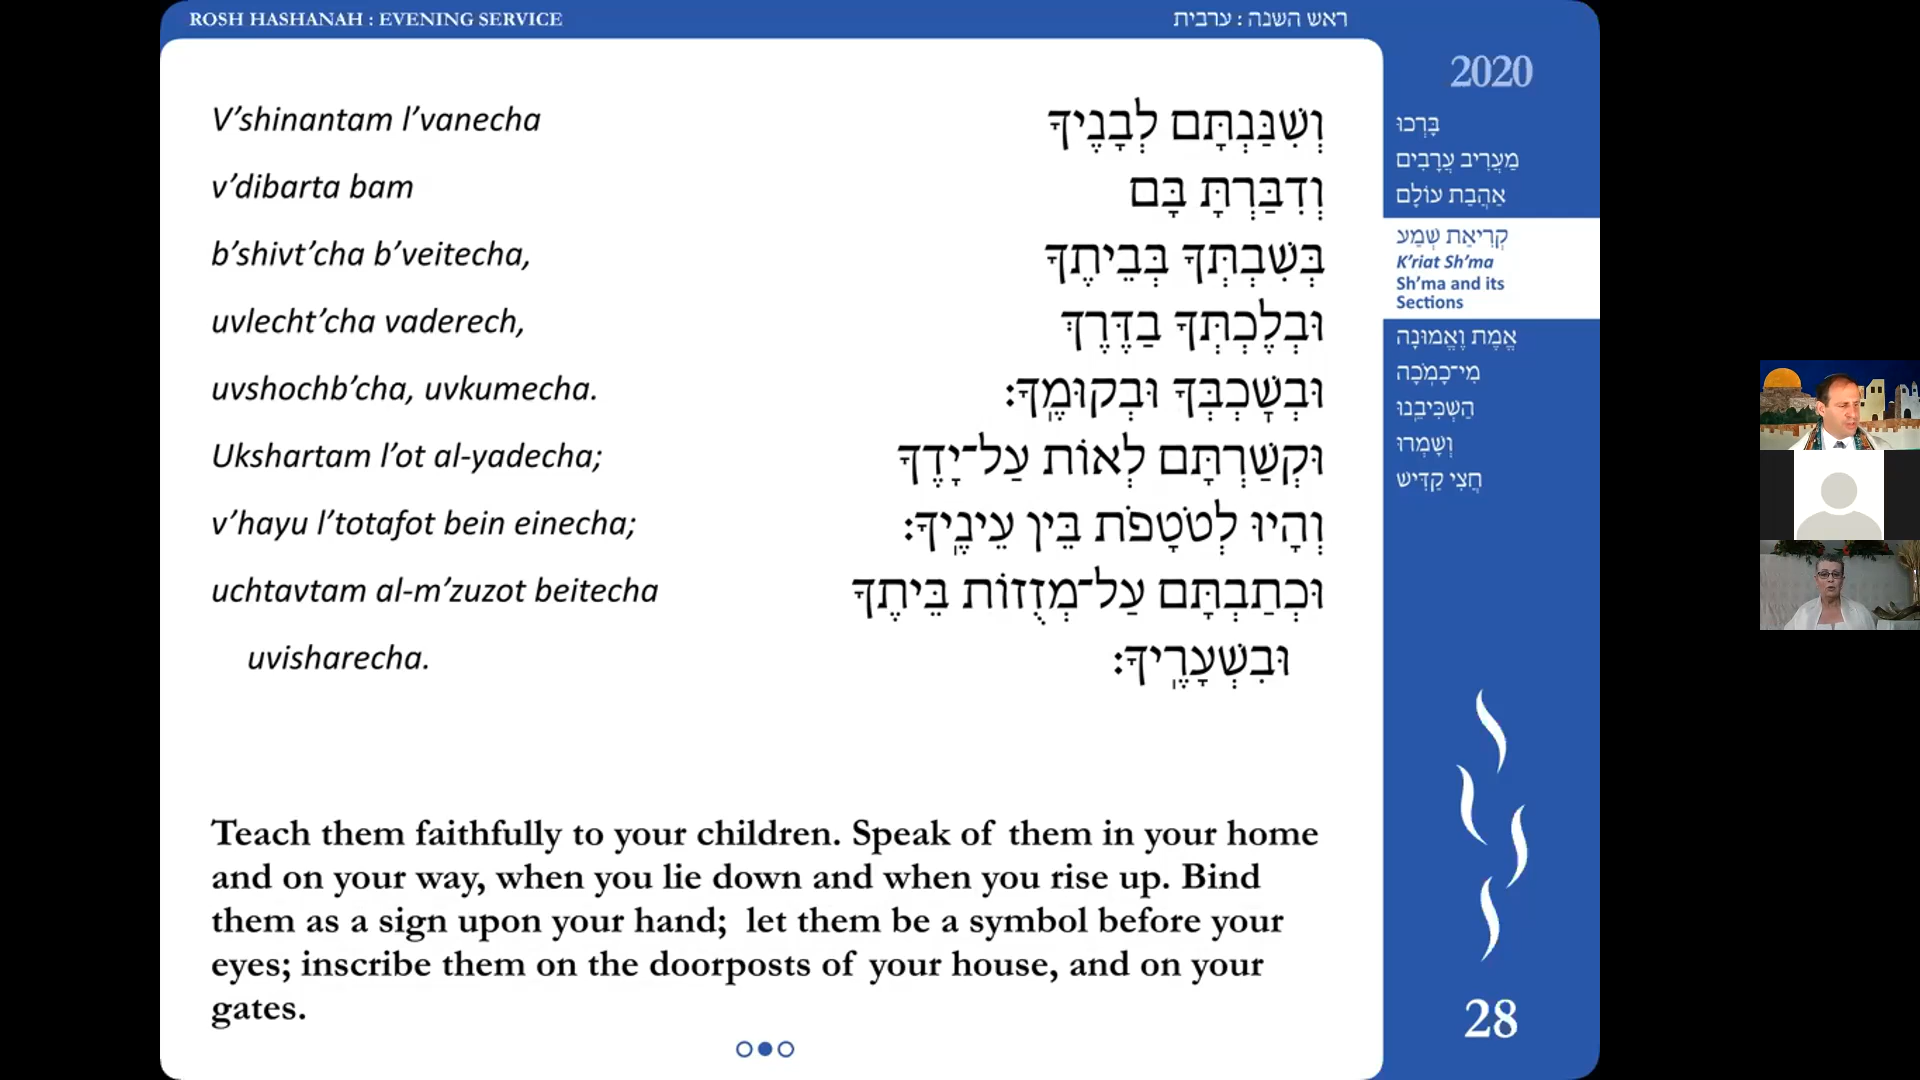 ROSH HASHANAH : EVENING SERVICE
ראש השנה : ערבית
V’shinantam l’vanecha
v’dibarta bam
b’shivt’cha b’veitecha,
uvlecht’cha vaderech,
uvshochb’cha, uvkumecha.
Ukshartam l’ot al-yadecha;
v’hayu l’totafot bein einecha;
uchtavtam al-m’zuzot beitecha
uvisharecha.
וְשִׁנַּנְתָּם לְבָנֶיךָ
וְדִבַּרְתָּ בָּם
בְּשִׁבְתְּךָ בְּבֵיתֶךָ
וּבְלֶכְתְּךָ בַדֶּרֶךְ
וּבְשָׁכְבְּךָ וּבְקוּמֶֽךָ:
וּקְשַׁרְתָּם לְאוֹת עַל־יָדֶךָ
וְהָיוּ לְטֹטָפֹת בֵּין עֵינֶֽיךָ:
וּכְתַבְתָּם עַל־מְזֻזוֹת בֵּיתֶךָ
וּבִשְׁעָרֶֽיךָ:
Teach them faithfully to your children. Speak of them in your home
and on your way, when you lie down and when you rise up. Bind
them as a sign upon your hand; let them be a symbol before your
eyes; inscribe them on the doorposts of your house, and on your
gates.
2020
בָּרְכוּ
מַעֲרִיב עֲרָבִים
אַהֲבַת עוֹלָם
קְרִיאַת שְׁמַע
K’riat Sh’ma
Sh’ma and its
Sections
אֱמֶת וֶאֱמוּנָה
מִי־כָמֹֽכָה
הַשְׁכִּיבֵֽנוּ
וְשָׁמְרוּ
חֲצִי קַדִּישׁ
28